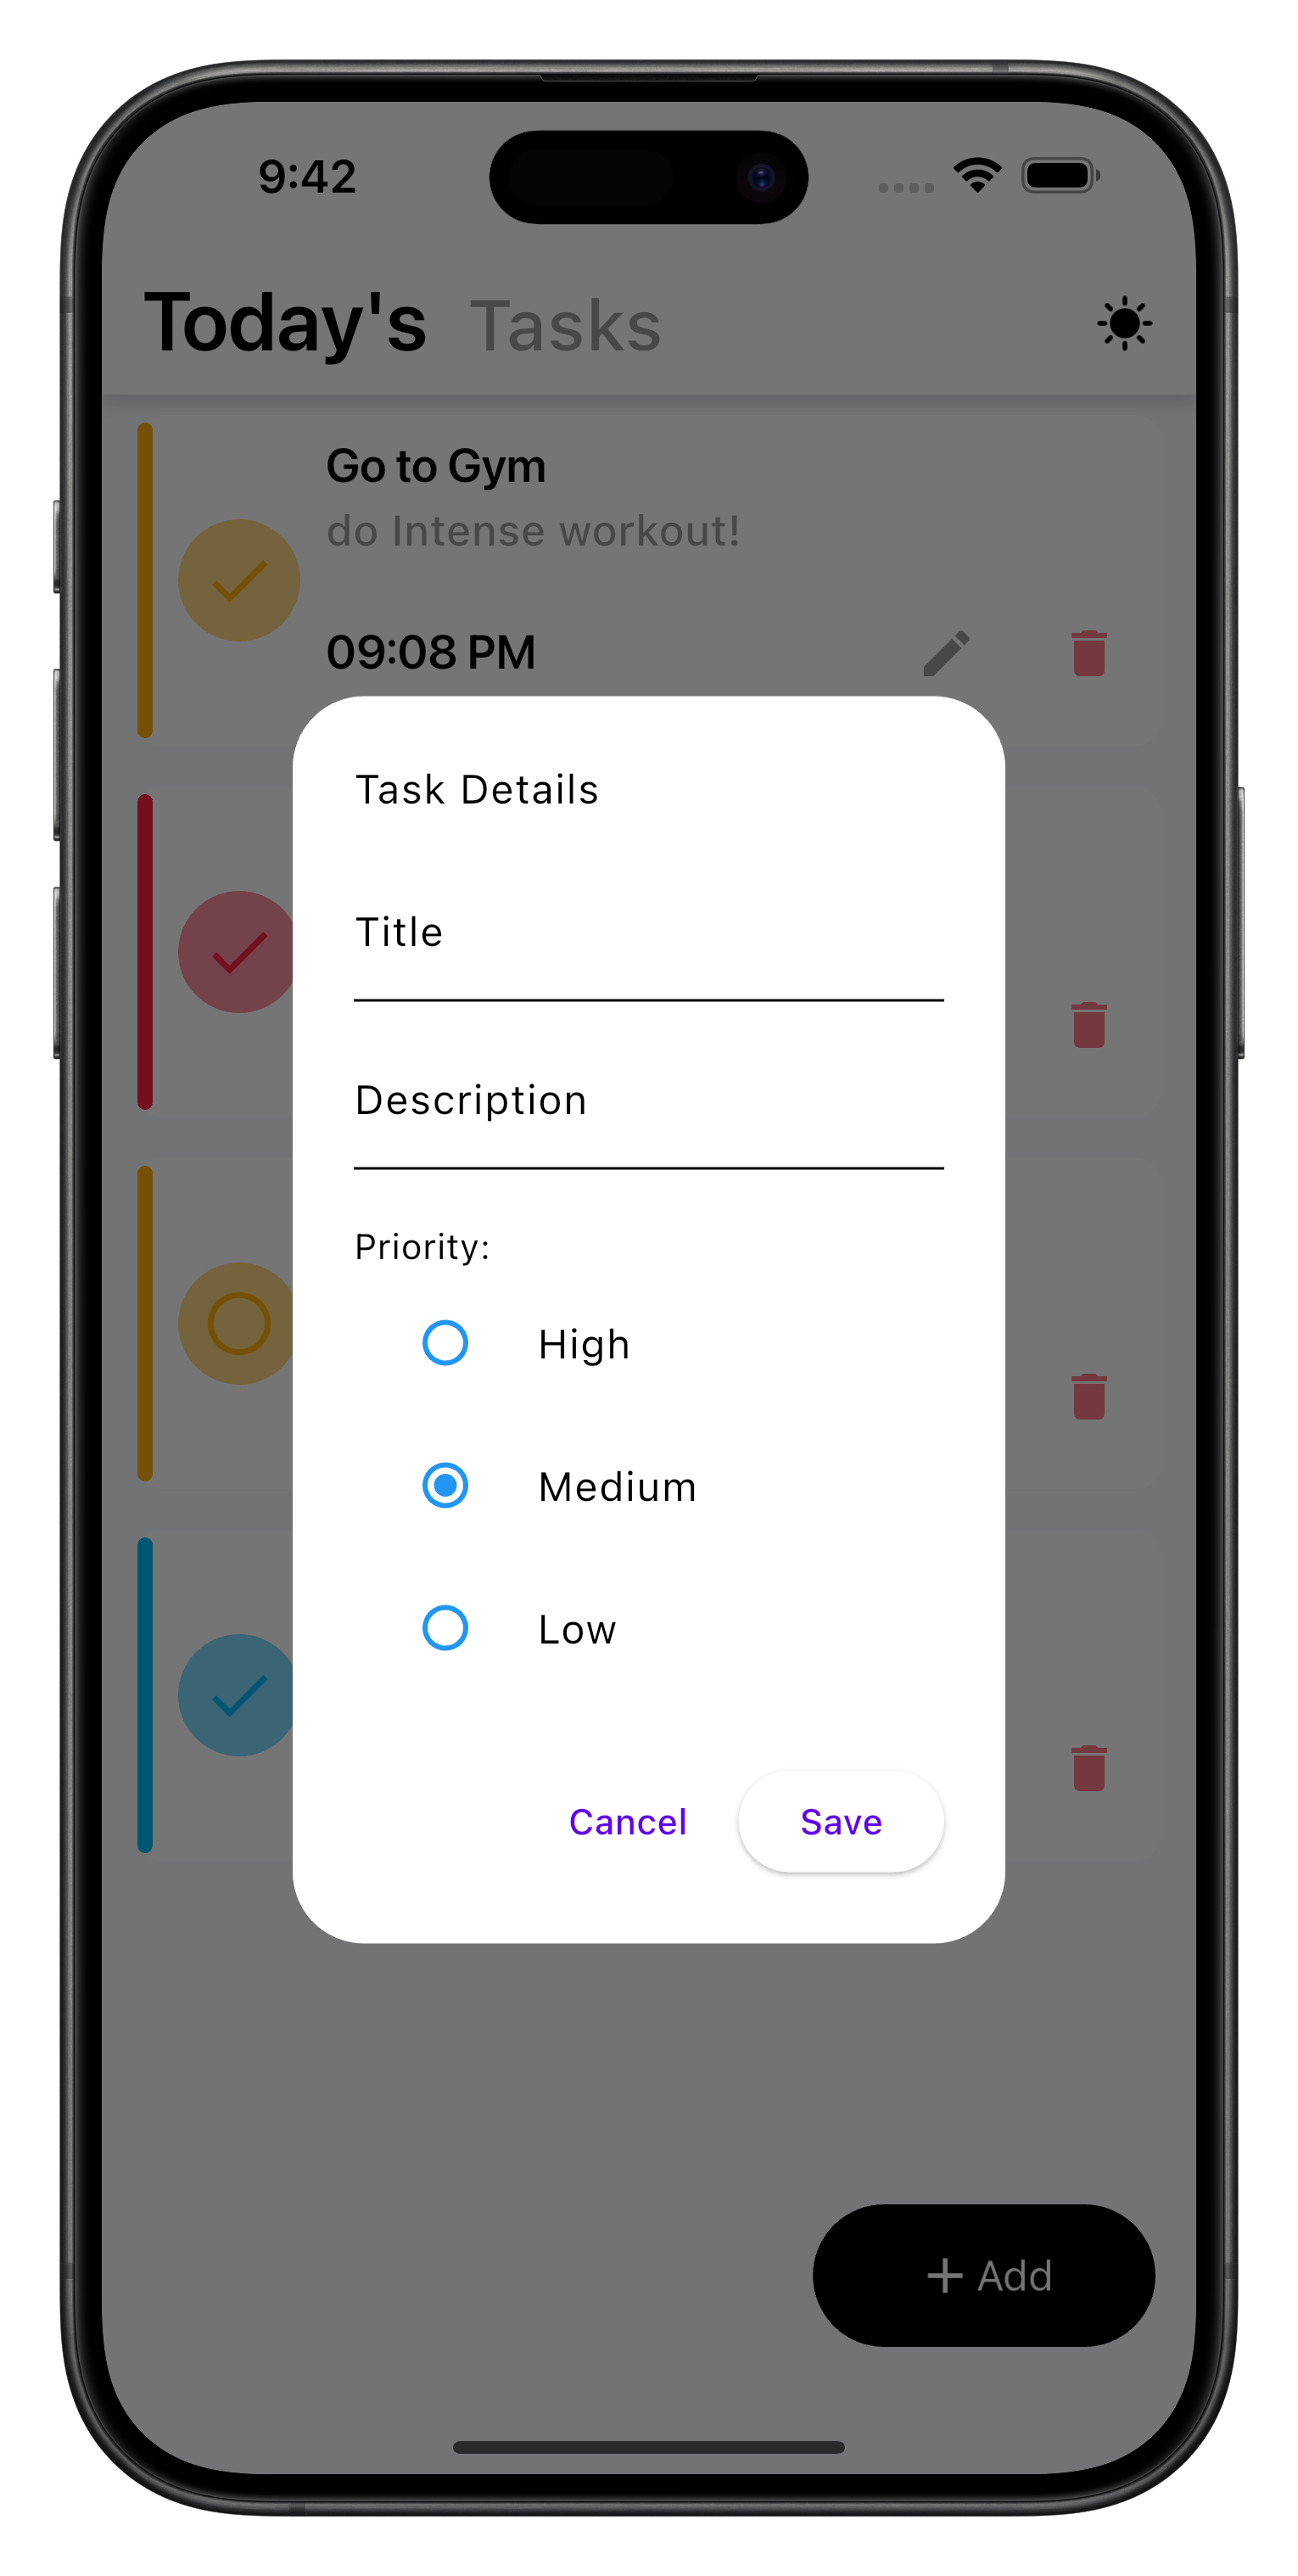 9:42
Today's Tasks
Go to Gym
do Intense workout!
09:08 PM
Task Details
Title
Description
Priority:
High
Medium
Low
Cancel Save
+ Add